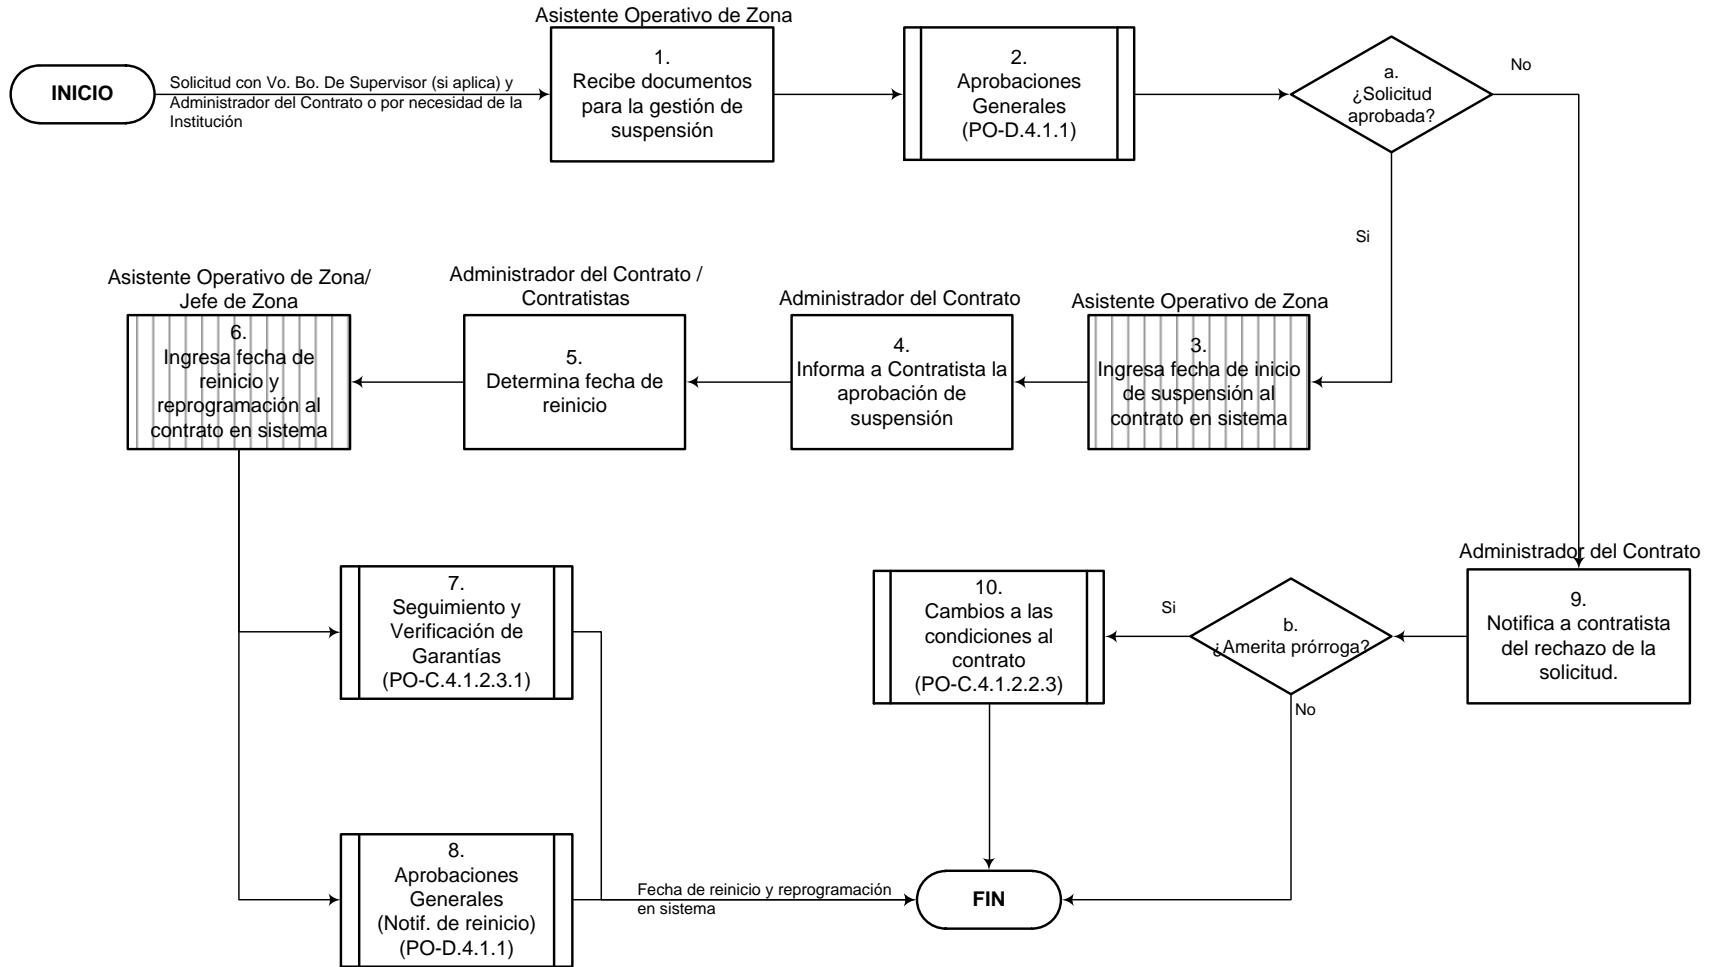 Asistente Operativo de Zona
INICIO
Solicitud con Vo. Bo. De Supervisor (si aplica) y
Administrador del Contrato o por necesidad de la
Institución
1.
Recibe documentos
para la gestión de
suspensión
2.
Aprobaciones
Generales
(PO-D.4.1.1)
a.
¿Solicitud
aprobada?
No
Si
Asistente Operativo de Zona/
Jefe de Zona
6.
Ingresa fecha de
reinicio y
reprogramación al
contrato en sistema
Administrador del Contrato /
Contratistas
5.
Determina fecha de
reinicio
Administrador del Contrato
4.
Informa a Contratista la
aprobación de
suspensión
Asistente Operativo de Zona
3.
Ingresa fecha de inicio
de suspensión al
contrato en sistema
7.
Seguimiento y
Verificación de
Garantías
(PO-C.4.1.2.3.1)
10.
Cambios a las
condiciones al
contrato
(PO-C.4.1.2.2.3)
Si
b.
¿Amerita prórroga?
No
Administrador del Contrato
9.
Notifica a contratista
del rechazo de la
solicitud.
8.
Aprobaciones
Generales
(Notif. de reinicio)
(PO-D.4.1.1)
Fecha de reinicio y reprogramación
en sistema
FIN